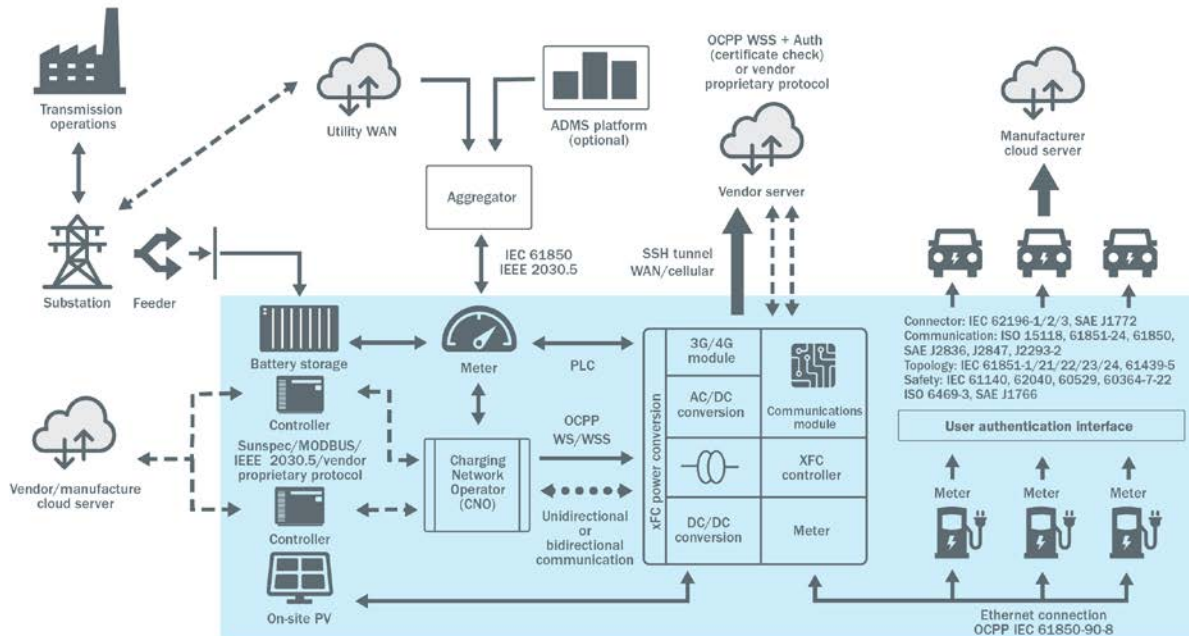 Transmission
operations
Utility WAN
ADMS platform
(optional)
OCPP WSS + Auth
(certificate check)
or vendor
proprietary protocol
Vendor server
Manufacturer
cloud server
Aggregator
IEC 61850
IEEE 2030.5
SSH tunnel
WAN/cellular
Substation
Feeder
Battery storage
Meter
PLC
Controller
Sunspec/MODBUS/
IEEE 2030.5/vendor
proprietary protocol
Controller
Vendor/manufacture
cloud server
On-site PV
Charging
Network
Operator
(CNO)
OCPP
WS/WSS
Unidirectional
or
bidirectional
communication
xFC power conversion
3G/4G
module
AC/DC
conversion
DC/DC
conversion
Communications
module
XFC
controller
Meter
Connector: IEC 62196-1/2/3, SAE J1772
Communication: ISO 15118, 61851-24, 61850,
SAE J2836, J2847, J2293-2
Topology: IEC 61851-1/21/22/23/24, 61439-5
Safety: IEC 61140, 62040, 60529, 60364-7-22
ISO 6469-3, SAE J1766
User authentication interface
Meter
Meter
Meter
Ethernet connection
OCPP IEC 61850-90-8